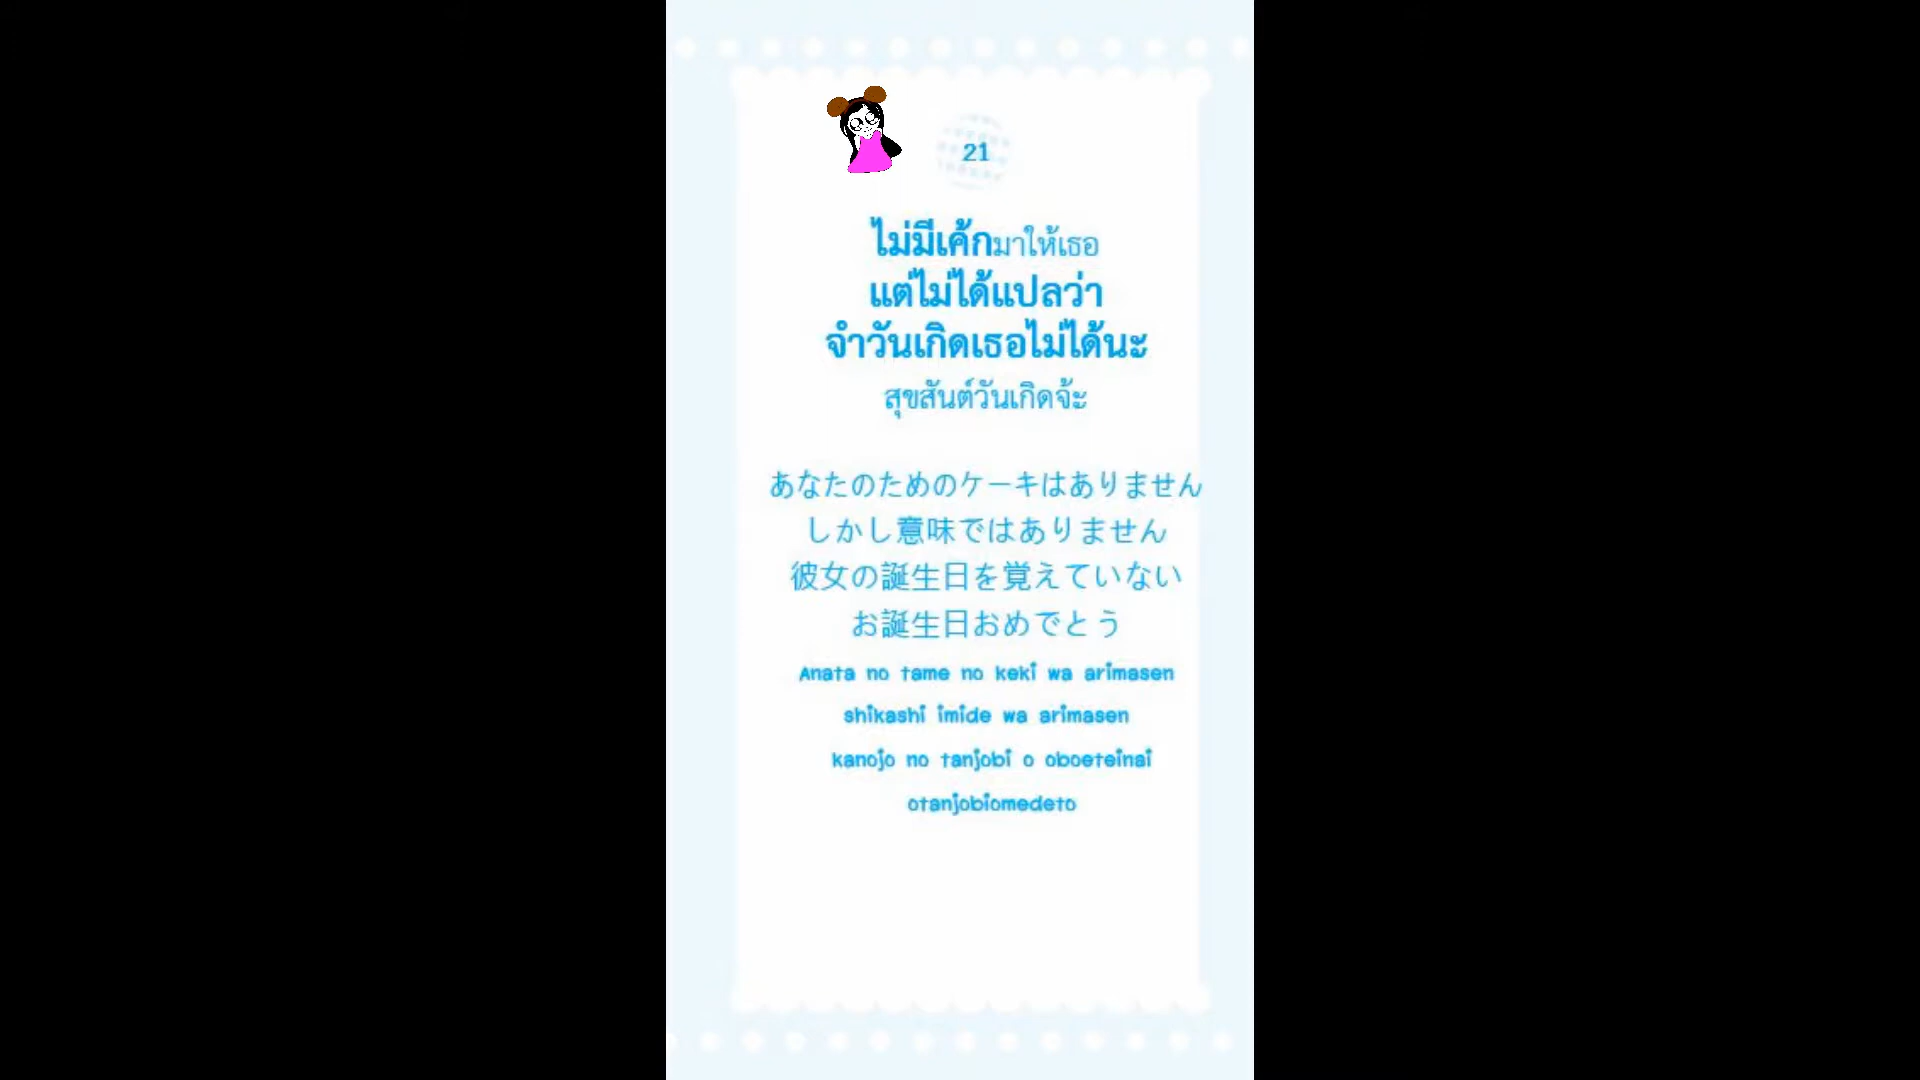 21
ไม่มีเค้กมาให้เธอ
แต่ไม่ได้แปลว่า
จำวันเกิดเธอไม่ได้นะ
สุขสันต์วันเกิดจ้ะ
あなたのためのケーキはありません
しかし意味ではありません
彼女の誕生日を覚えていない
お誕生日おめでとう
Anata no tame no keki wa arimasen
shikashi imide wa arimasen
kanojo no tanjobi o oboeteinai
otanjobiomedeto